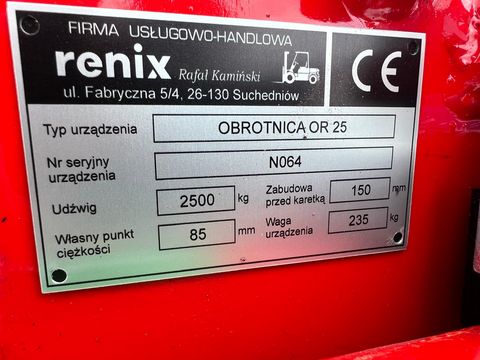 FIRMA USŁUGOWO-HANDLOWA
renix Rafał Kamiński
CE
ul. Fabryczna 5/4, 26-130 Suchedniów
Typ urządzenia OBROTNICA OR 25
Nr seryjny urządzenia N064
Udźwig 2500 kg
Zabudowa przed karetką 150 mm
Własny punkt ciężkości 85 mm
Waga urządzenia 235 kg